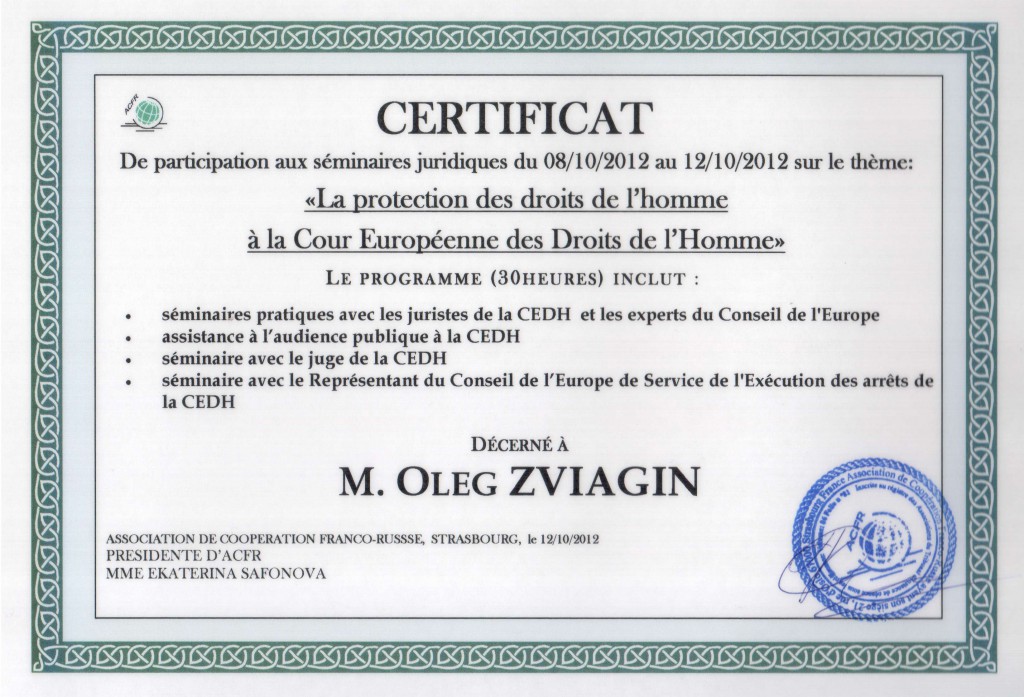 ACFR
CERTIFICAT
De participation aux séminaires juridiques du 08/10/2012 au 12/10/2012 sur le thème:
«La protection des droits de l'homme
à la Cour Européenne des Droits de l'Homme»
LE PROGRAMME (30HEURES) INCLUT :
• séminaires pratiques avec les juristes de la CEDH et les experts du Conseil de l'Europe
• assistance à l'audience publique à la CEDH
• séminaire avec le juge de la CEDH
• séminaire avec le Représentant du Conseil de l'Europe de Service de l'Exécution des arrêts de
la CEDH
DÉCERNÉ À
M. OLEG ZVIAGIN
ASSOCIATION DE COOPERATION FRANCO-RUSSSE, STRASBOURG, le 12/10/2012
PRESIDENTE D'ACFR
MME EKATERINA SAFONOVA
Strasbourg France Association de Coopération
ACFR